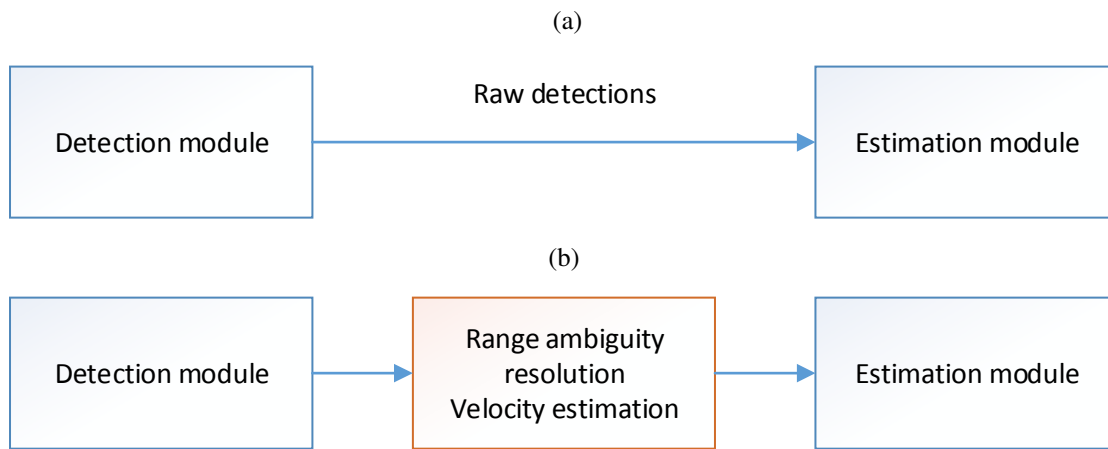 (a)
Raw detections
Detection module
Estimation module
(b)
Detection module
Range ambiguity
resolution
Velocity estimation
Estimation module